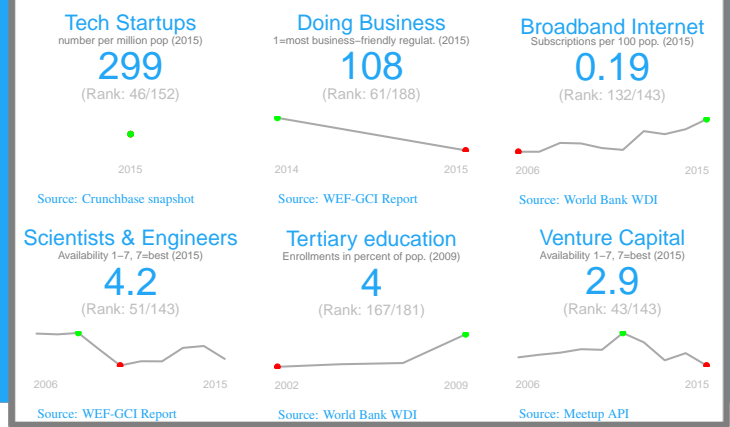 Tech Startups
number per million pop (2015)
299
(Rank: 46/152)
2015
Source: Crunchbase snapshot
Doing Business
1=most business−friendly regulat. (2015)
108
(Rank: 61/188)
2014 2015
Source: WEF-GCI Report
Broadband Internet
Subscriptions per 100 pop. (2015)
0.19
(Rank: 132/143)
2006 2015
Source: World Bank WDI
Scientists & Engineers
Availability 1−7, 7=best (2015)
4.2
(Rank: 51/143)
2006 2015
Source: WEF-GCI Report
Tertiary education
Enrollments in percent of pop. (2009)
4
(Rank: 167/181)
2002 2009
Source: World Bank WDI
Venture Capital
Availability 1−7, 7=best (2015)
2.9
(Rank: 43/143)
2006 2015
Source: Meetup API